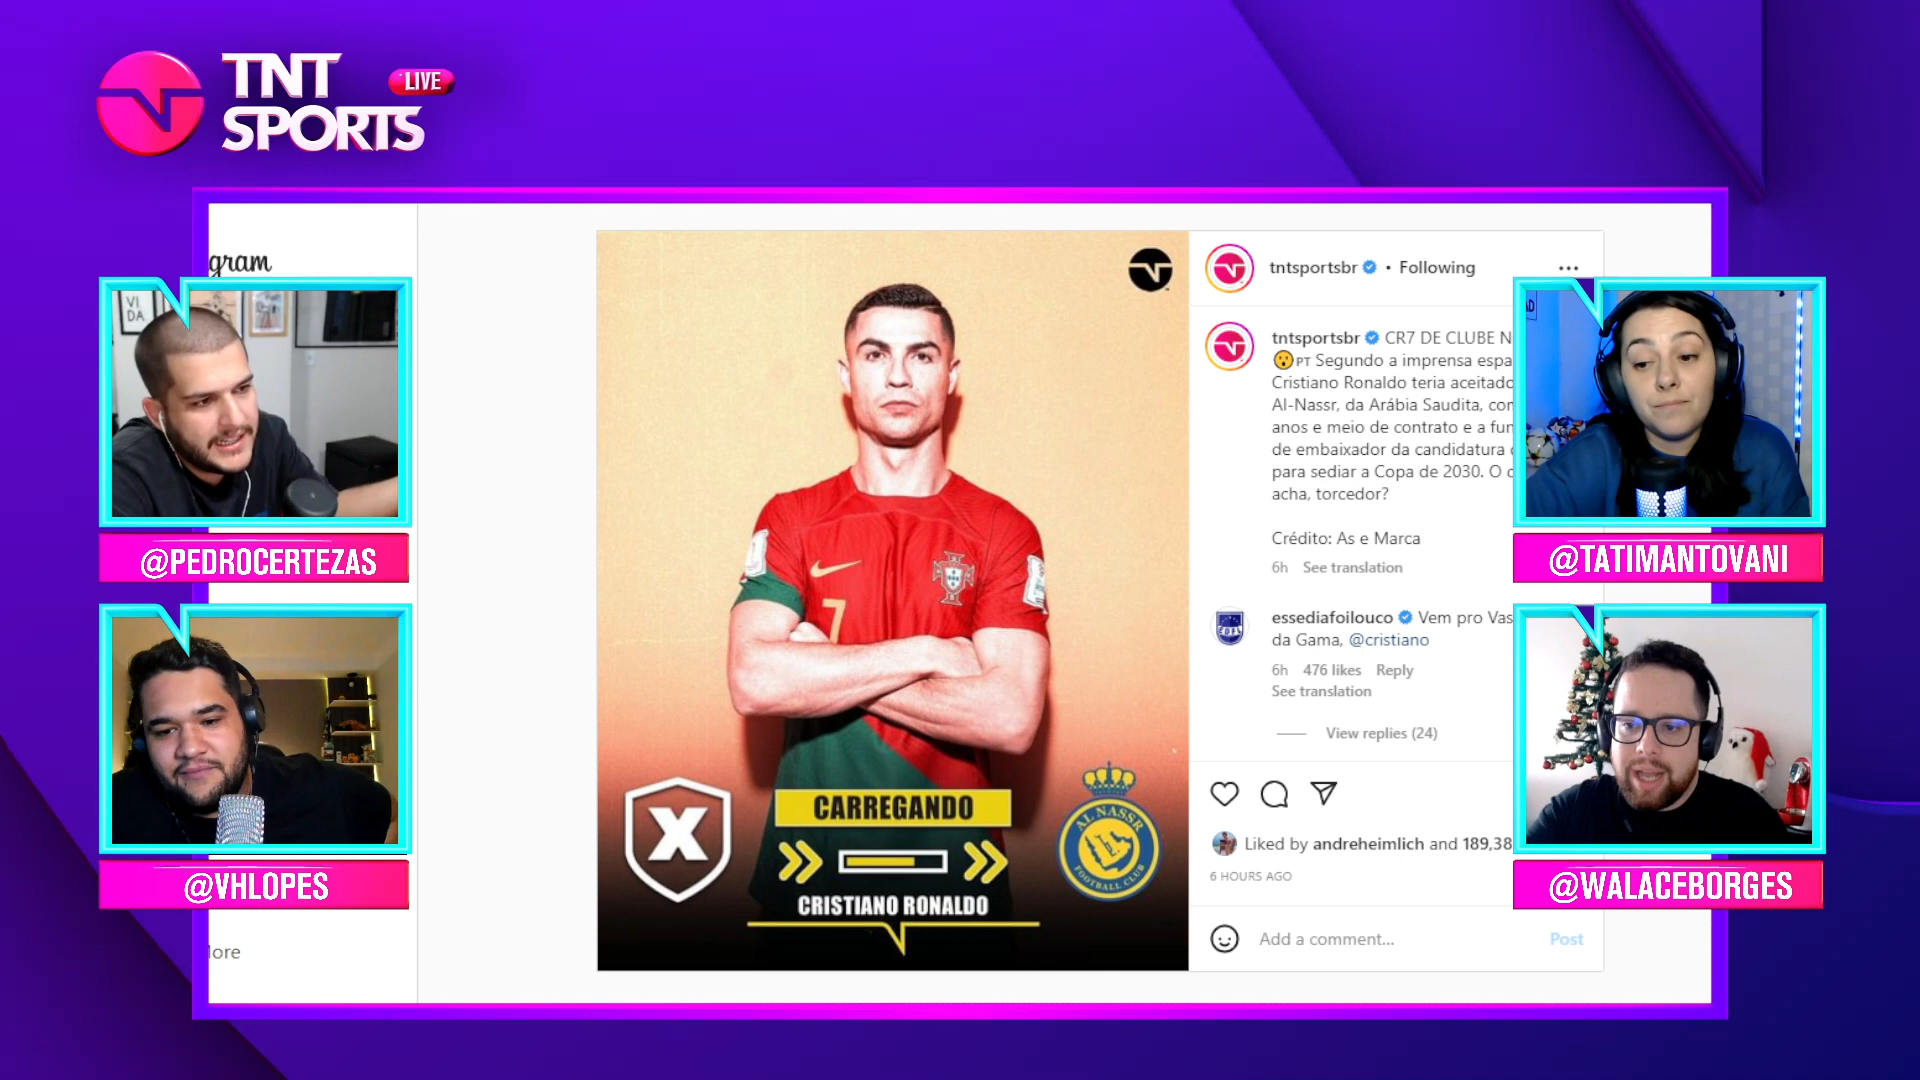 TNT
SPORTS
LIVE
gram
VI
DA
@PEDROCERTEZAS
@VHLOPES
ore
7
CARREGANDO
CRISTIANO RONALDO
AL NASSR
FOOTBALL CLUB
X
tntsportsbr • Following
tntsportsbr CR7 DE CLUBE N
PT Segundo a imprensa espa
Cristiano Ronaldo teria aceitado
Al-Nassr, da Arábia Saudita, con
anos e meio de contrato e a fun
de embaixador da candidatura
para sediar a Copa de 2030. O
acha, torcedor?
Crédito: As e Marca
6h See translation
essediafoilouco Vem pro Vas
da Gama, @cristiano
6h 476 likes Reply
See translation
View replies (24)
Liked by andreheimlich and 189,38
6 HOURS AGO
Add a comment... Post
@TATIMANTOVANI
@WALACEBORGES